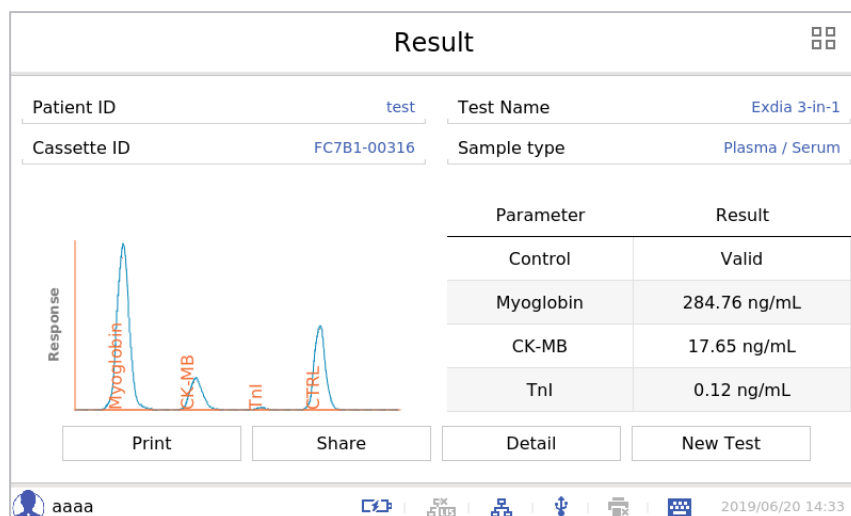 Result
Patient ID test Test Name Exdia 3-in-1
Cassette ID FC7B1-00316 Sample type Plasma / Serum
Parameter Result
Control Valid
Myoglobin 284.76 ng/mL
CK-MB 17.65 ng/mL
TnI 0.12 ng/mL
Response
Myoglobin
CK-MB
TnI
CTRL
Print Share Detail New Test
aaaa 2019/06/20 14:33